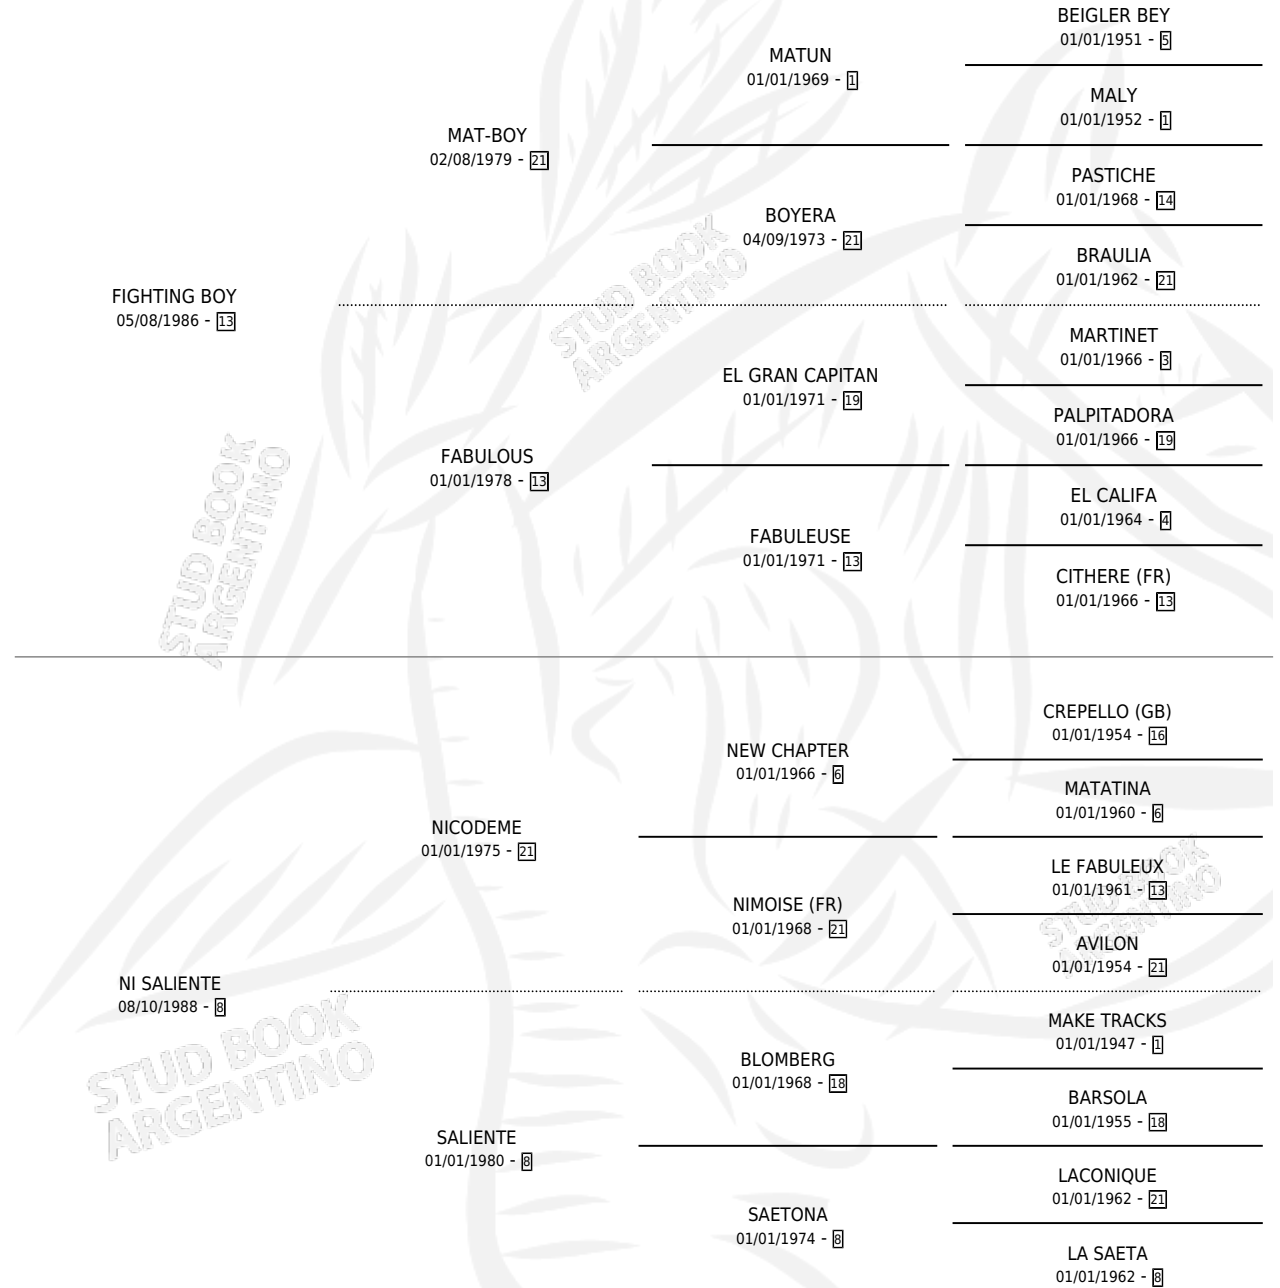 BEIGLER BEY
01/01/1951 - 5
MATUN
01/01/1969 - 1
MALY
01/01/1952 - 1
MAT-BOY
02/08/1979 - 21
PASTICHE
01/01/1968 - 14
BOYERA
04/09/1973 - 21
BRAULIA
01/01/1962 - 21
FIGHTING BOY
05/08/1986 - 13
MARTINET
01/01/1966 - 3
EL GRAN CAPITAN
01/01/1971 - 19
PALPITADORA
01/01/1966 - 19
FABULOUS
01/01/1978 - 13
EL CALIFA
01/01/1964 - 4
FABULEUSE
01/01/1971 - 13
CITHERE (FR)
01/01/1966 - 13
STUD BOOK
ARGENTINO
STUD BOOK
ARGENTINO
CREPELLO (GB)
01/01/1954 - 16
NEW CHAPTER
01/01/1966 - 6
MATATINA
01/01/1960 - 6
NICODEME
01/01/1975 - 21
LE FABULEUX
01/01/1961 - 13
NIMOISE (FR)
01/01/1968 - 21
AVILON
01/01/1954 - 21
STUD BOOK
ARGENTINO
NI SALIENTE
08/10/1988 - 8
MAKE TRACKS
01/01/1947 - 1
BLOMBERG
01/01/1968 - 18
BARSOLA
01/01/1955 - 18
SALIENTE
01/01/1980 - 8
LACONIQUE
01/01/1962 - 21
SAETONA
01/01/1974 - 8
LA SAETA
01/01/1962 - 8
STUD BOOK
ARGENTINO